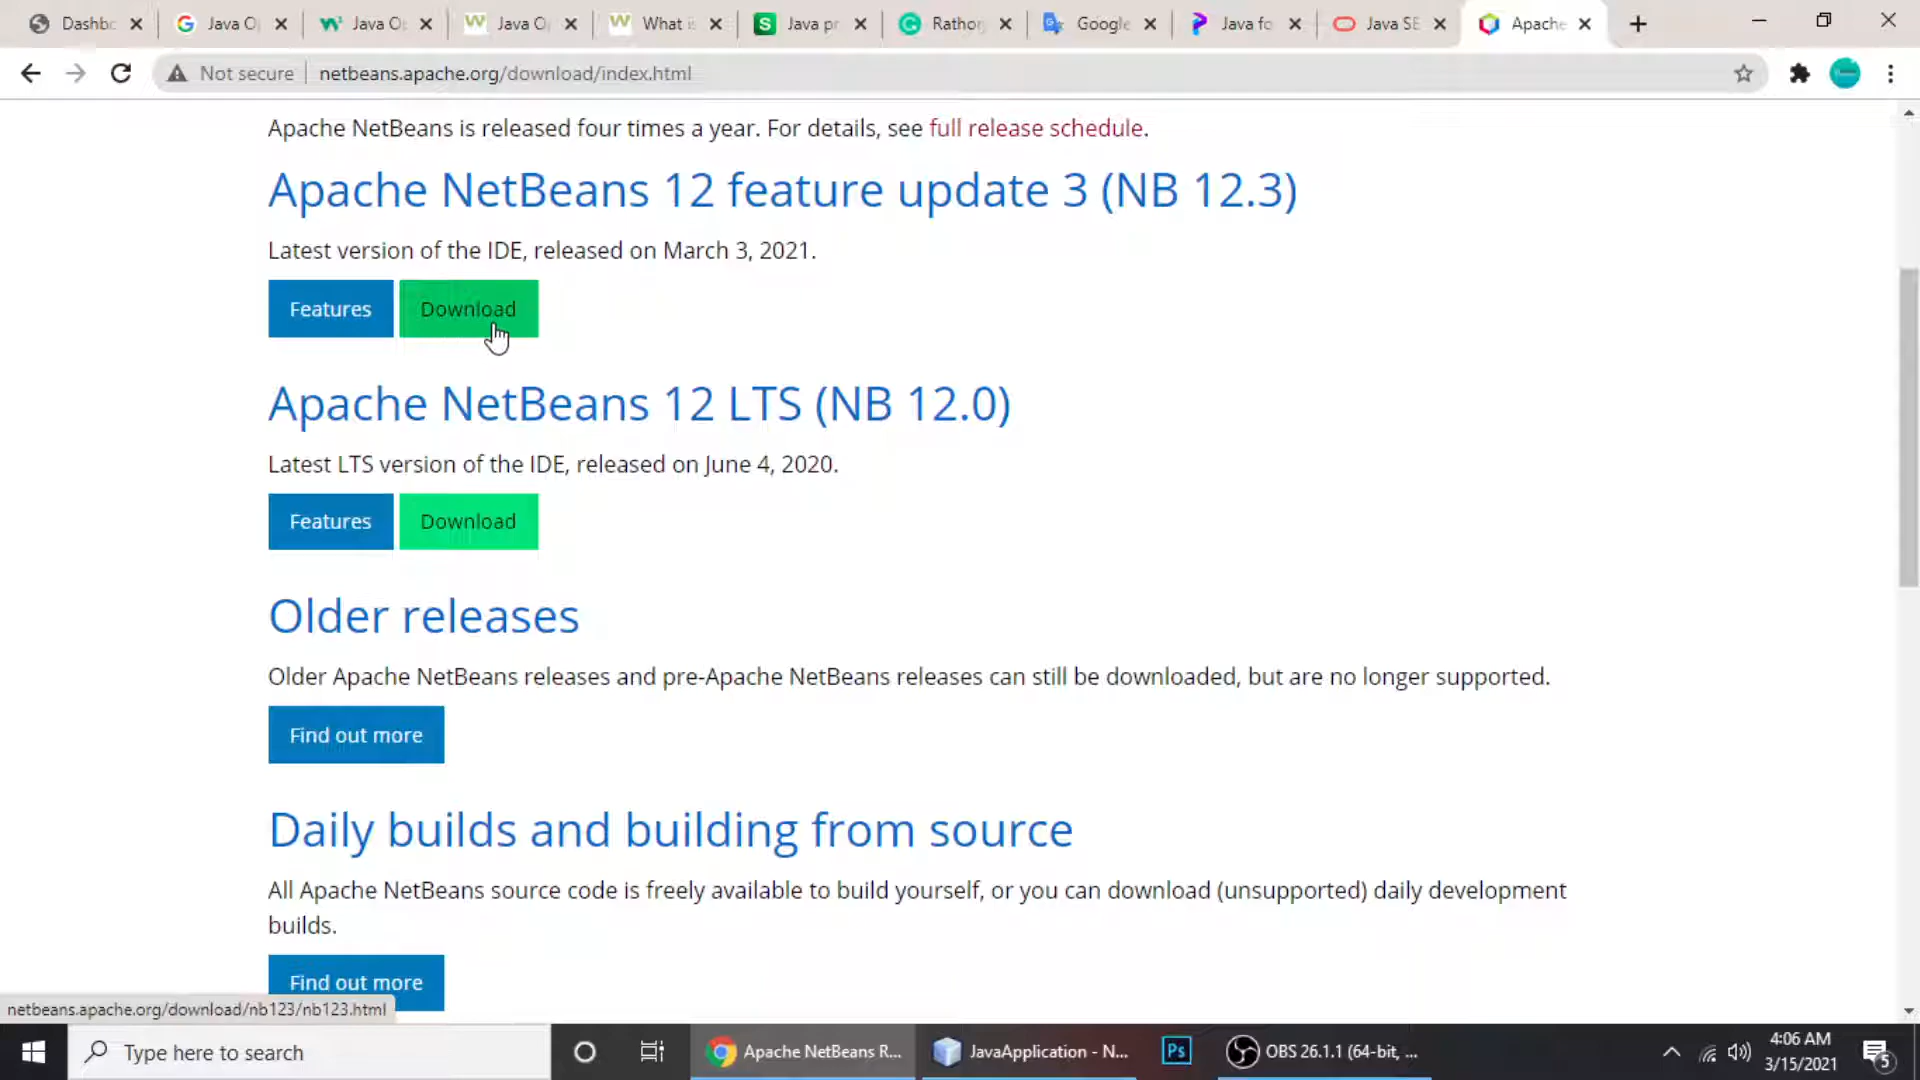 Dashbo
Java O
Java O
Java O
What i
Java pr
Rathor
Google
Java fo
Java SE
Apache
Not secure
netbeans.apache.org/download/index.html
Apache NetBeans is released four times a year. For details, see full release schedule.
Apache NetBeans 12 feature update 3 (NB 12.3)
Latest version of the IDE, released on March 3, 2021.
Features Download
Apache NetBeans 12 LTS (NB 12.0)
Latest LTS version of the IDE, released on June 4, 2020.
Features Download
Older releases
Older Apache NetBeans releases and pre-Apache NetBeans releases can still be downloaded, but are no longer supported.
Find out more
Daily builds and building from source
All Apache NetBeans source code is freely available to build yourself, or you can download (unsupported) daily development
builds.
Find out more
netbeans.apache.org/download/nb123/nb123.html
Type here to search
Apache NetBeans R...
JavaApplication - N...
Ps
OBS 26.1.1 (64-bit, ...
4:06 AM
3/15/2021
5